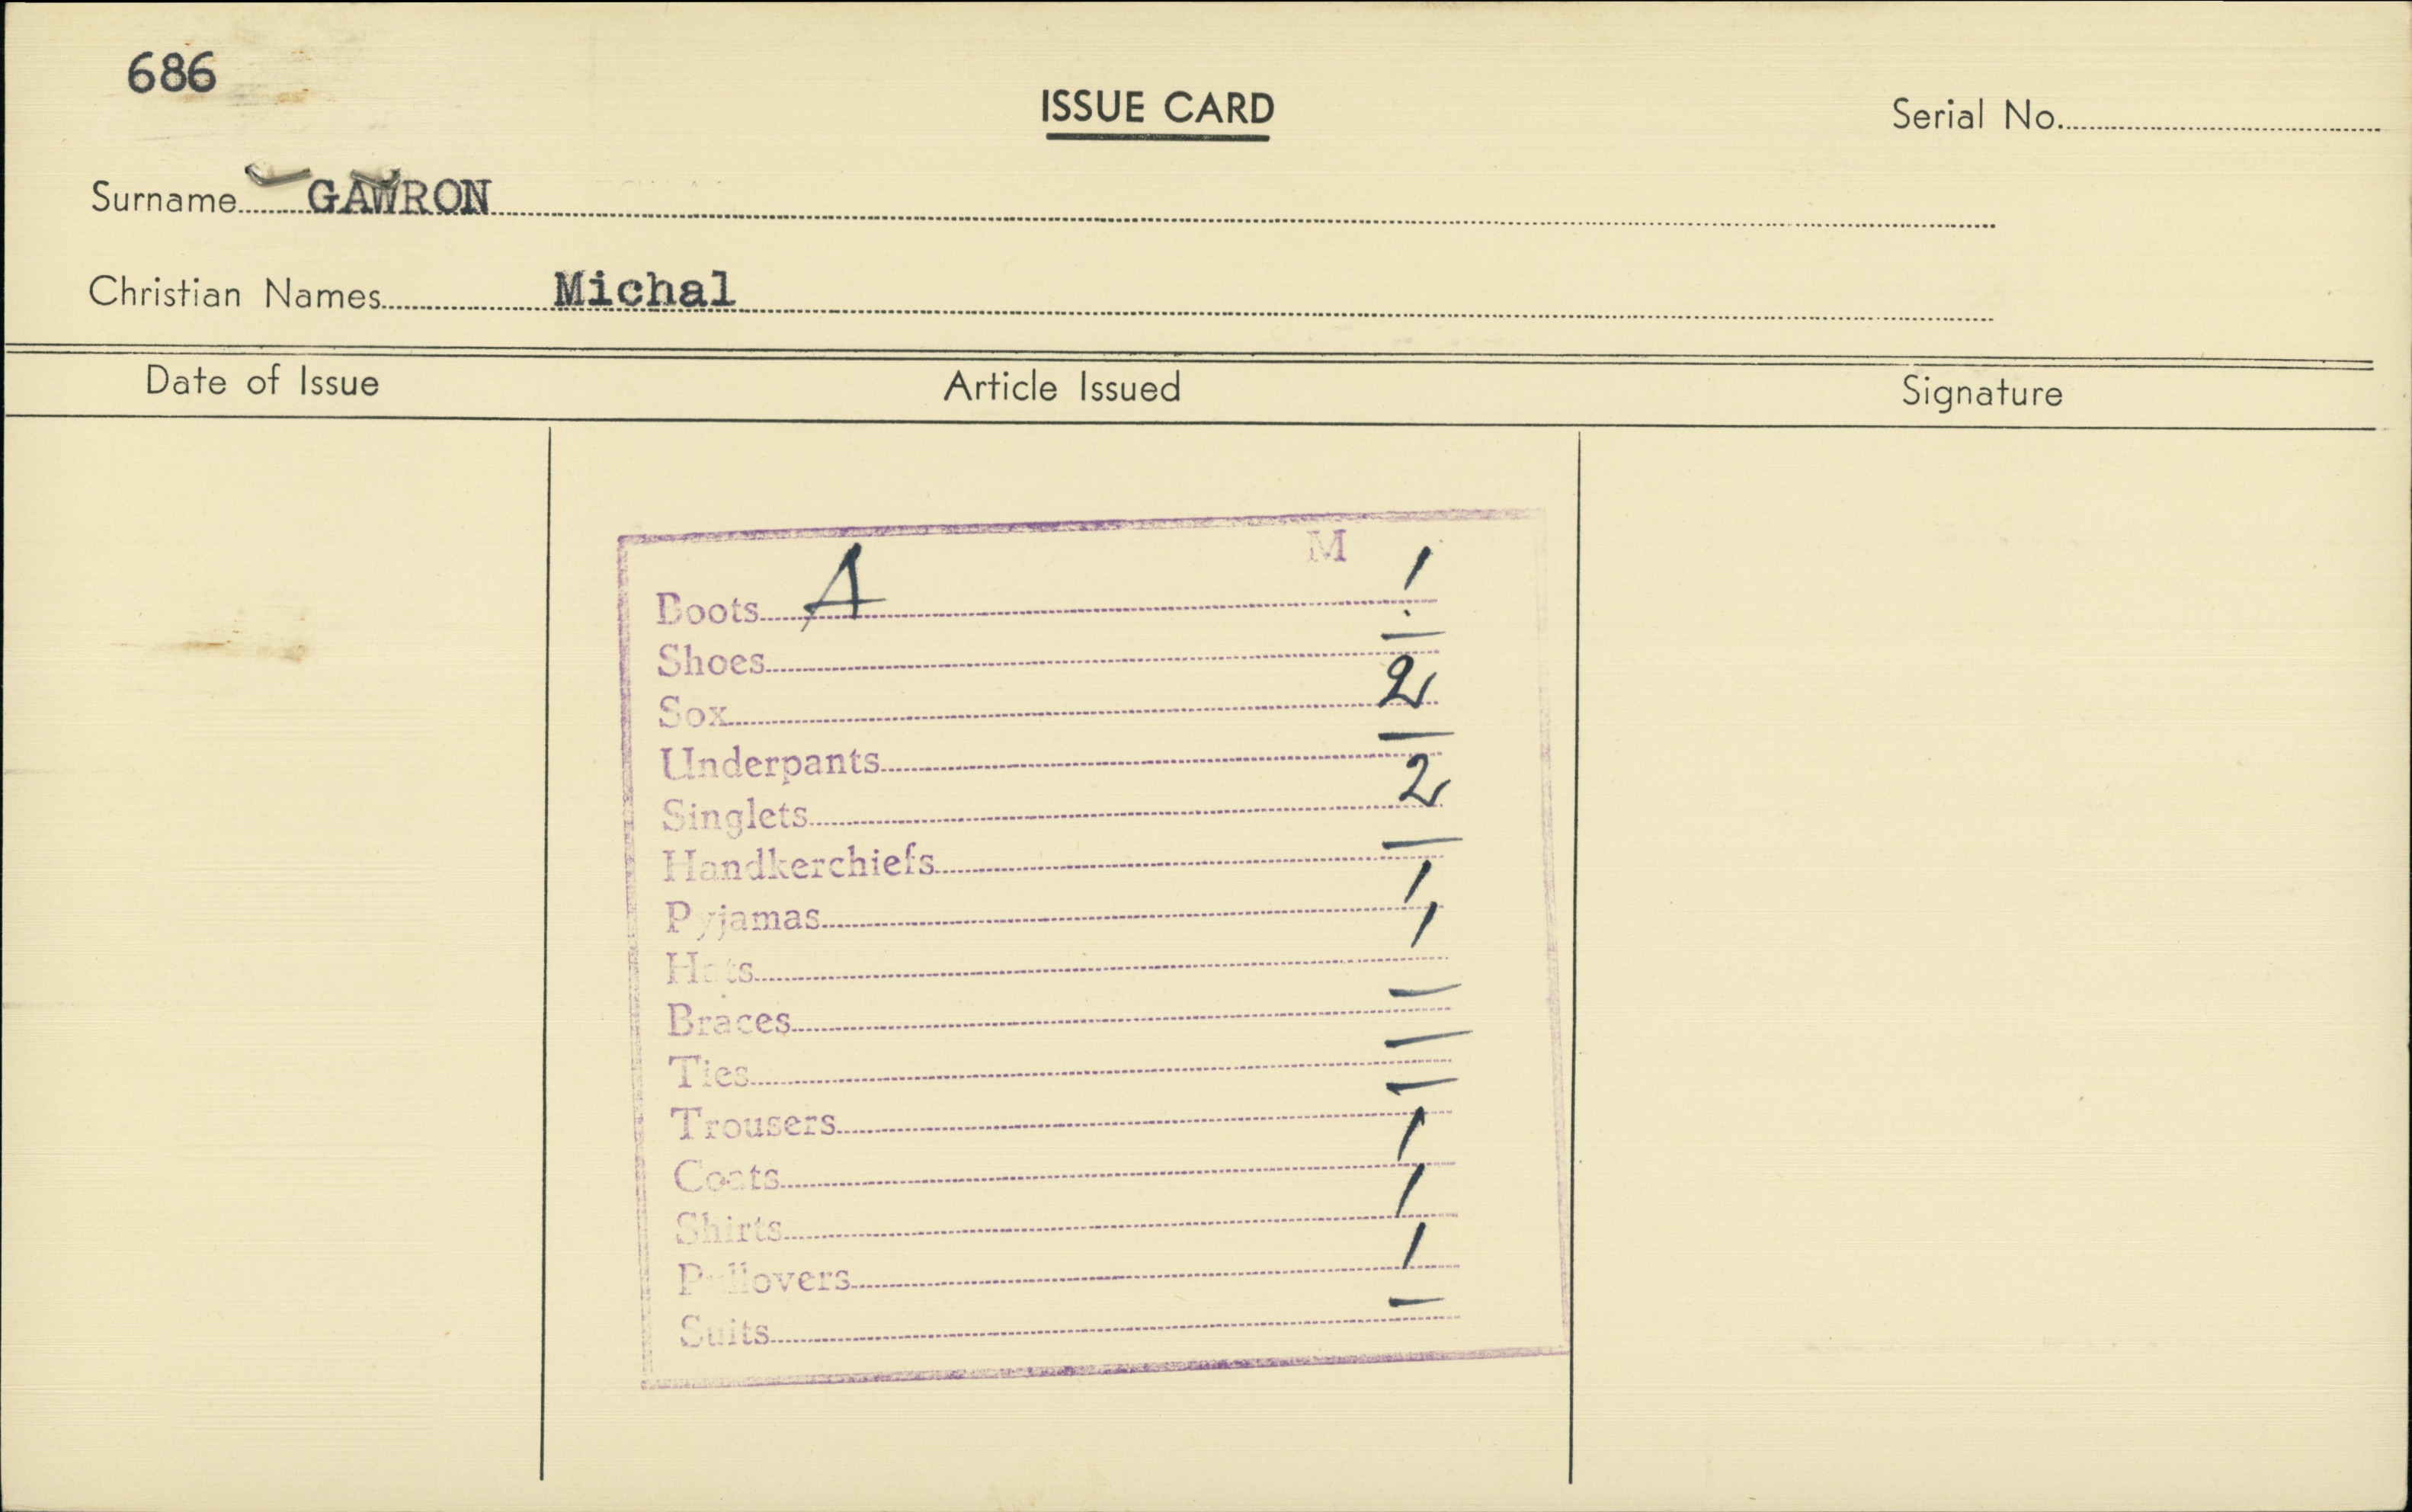 686
ISSUE CARD
Serial No.
Surname GAWRON
Christian Names Michal
Date of Issue Article Issued Signature
M
Boots A 1
Shoes —
Sox 2
Underpants —
Singlets 2
Handkerchiefs —
Pyjamas 1
Hats 1
Braces —
Ties —
Trousers —
Coats 1
Shirts 1
Pullovers 1
Suits —